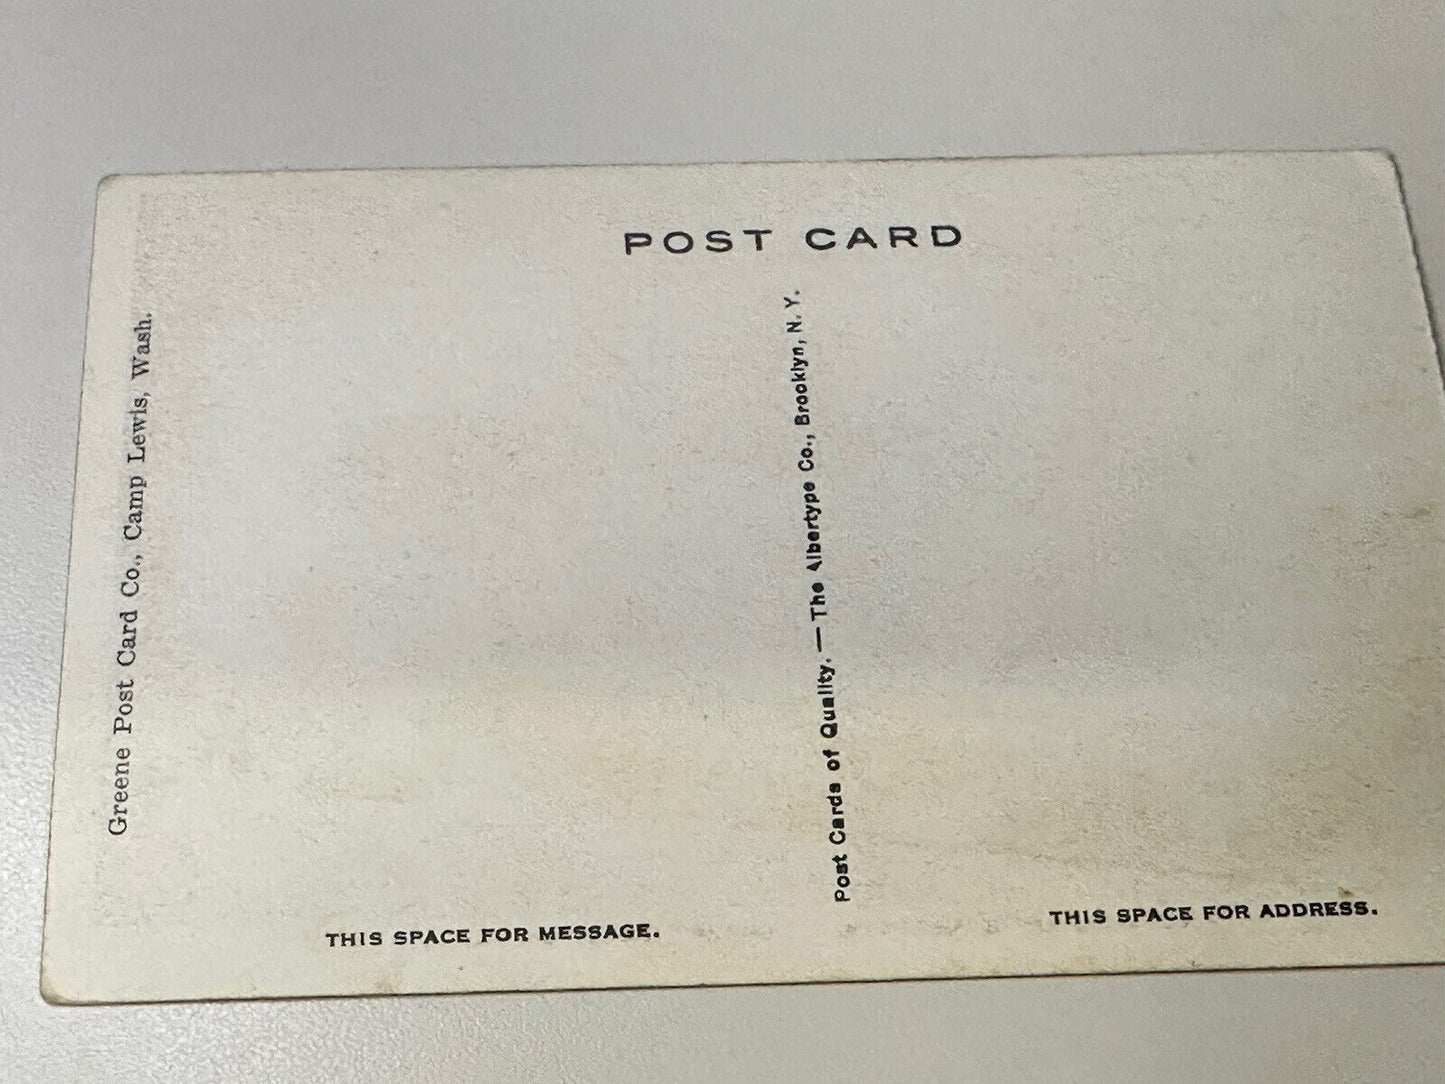 POST CARD
Greene Post Card Co., Camp Lewis, Wash.
Post Cards of Quality. — The Albertype Co., Brooklyn, N. Y.
THIS SPACE FOR MESSAGE.
THIS SPACE FOR ADDRESS.